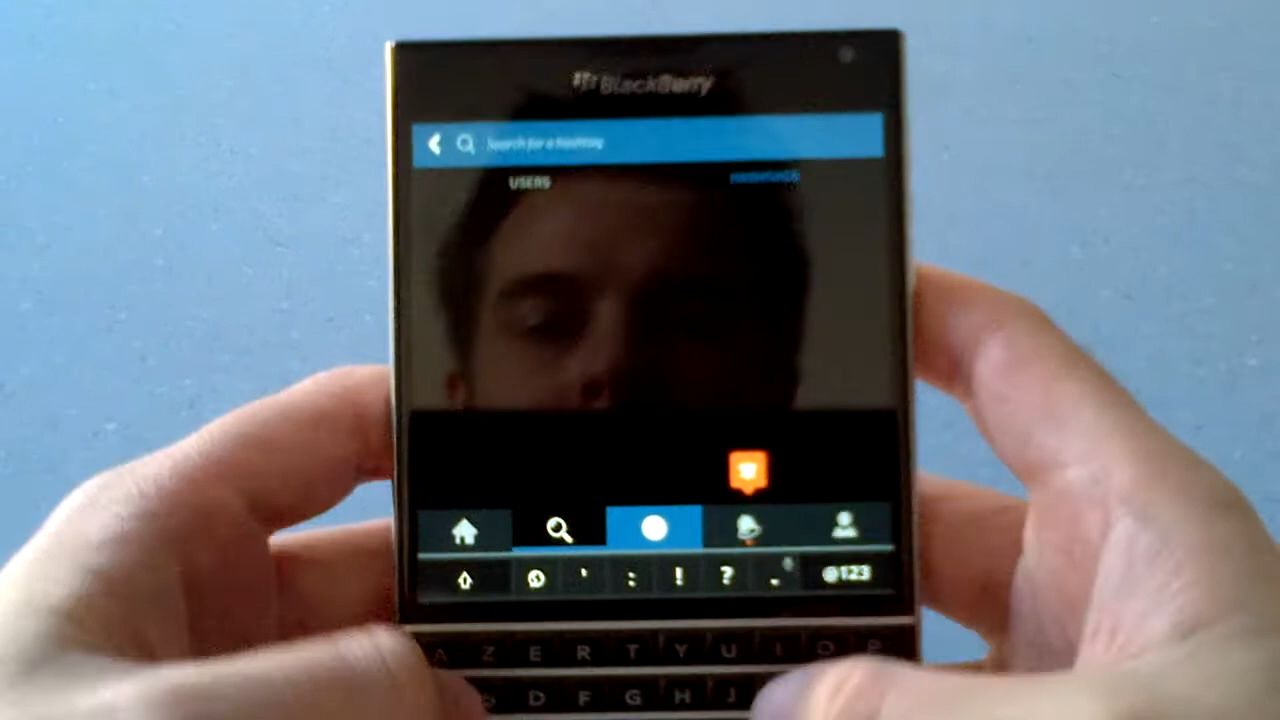 BlackBerry
Search for a hashtag
USERS HASHTAGS
' : ! ? . @123
A Z E R T Y U I O P
D F G H J